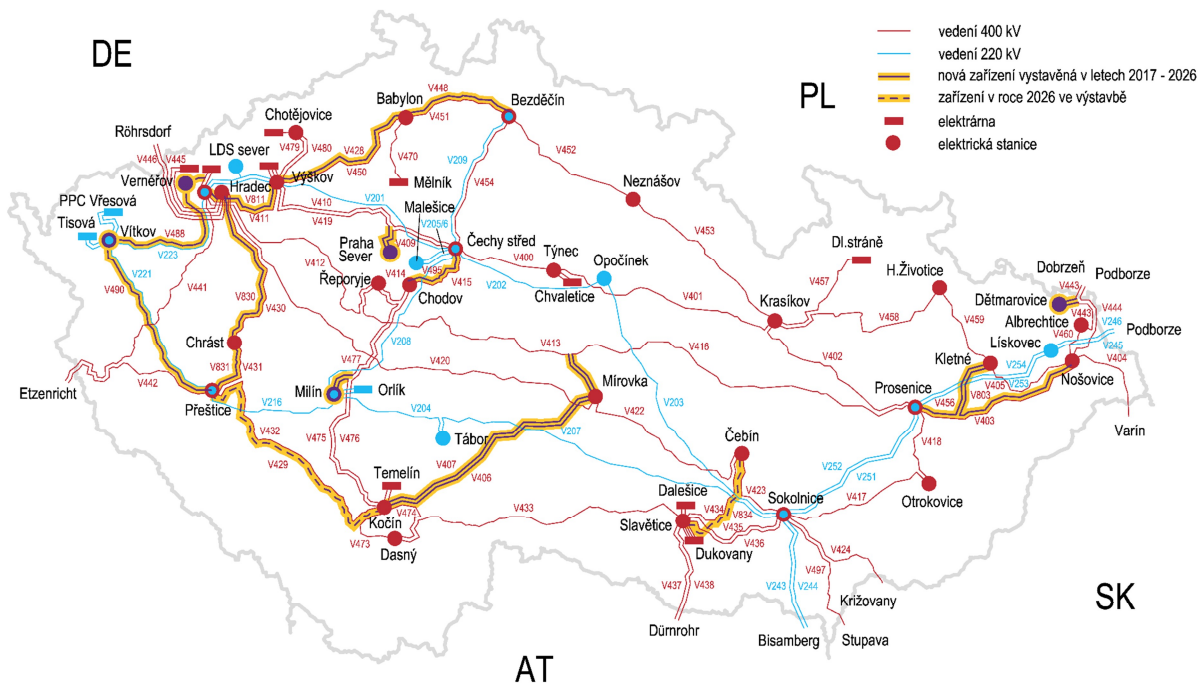 DE
PL
vedení 400 kV
vedení 220 kV
nová zařízení vystavěná v letech 2017 - 2026
zařízení v roce 2026 ve výstavbě
elektrárna
elektrická stanice
V448
Babylon
Bezděčín
V451
Chotějovice
Röhrsdorf
LDS sever
V479
V480
V428
V450
V446
V445
Vernéřov
Hradec
Výškov
V470
V209
V452
Mělník
V454
Neznášov
PPC Vřesová
V811
V411
V410
V201
Malešice
V419
V205/6
Tisová
Vítkov
V488
V223
Praha
Sever
V409
Čechy střed
V453
V400
Týnec
Opočínek
Dl.stráně
V457
H.Životice
Dobrzeń
Podborze
V443
V412
V414
V495
V415
V202
Řeporyje
Chodov
Chvaletice
V221
V490
V441
V830
V430
V401
Krasíkov
V458
V459
Dětmarovice
V444
Albrechtice
V443
V460
V246
Podborze
V245
Lískovec
V208
Chrást
V413
V416
V402
Kletné
V254
V253
V404
V405
Nošovice
V477
V420
Etzenricht
V442
V831
V431
Přeštice
Milín
Orlík
Mírovka
Prosenice
V456
V803
V403
V216
V204
V422
V203
Varín
V432
V475
V476
Tábor
V207
Čebín
V418
V429
V407
V406
V252
V251
Temelín
V423
Otrokovice
Dalešice
Sokolnice
V417
Kočín
V474
V433
V434
V834
V435
Slavětice
V436
V473
Dasný
Dukovany
V424
V497
V437
V438
V243
V244
Križovany
SK
Dürnrohr
Bisamberg
Stupava
AT